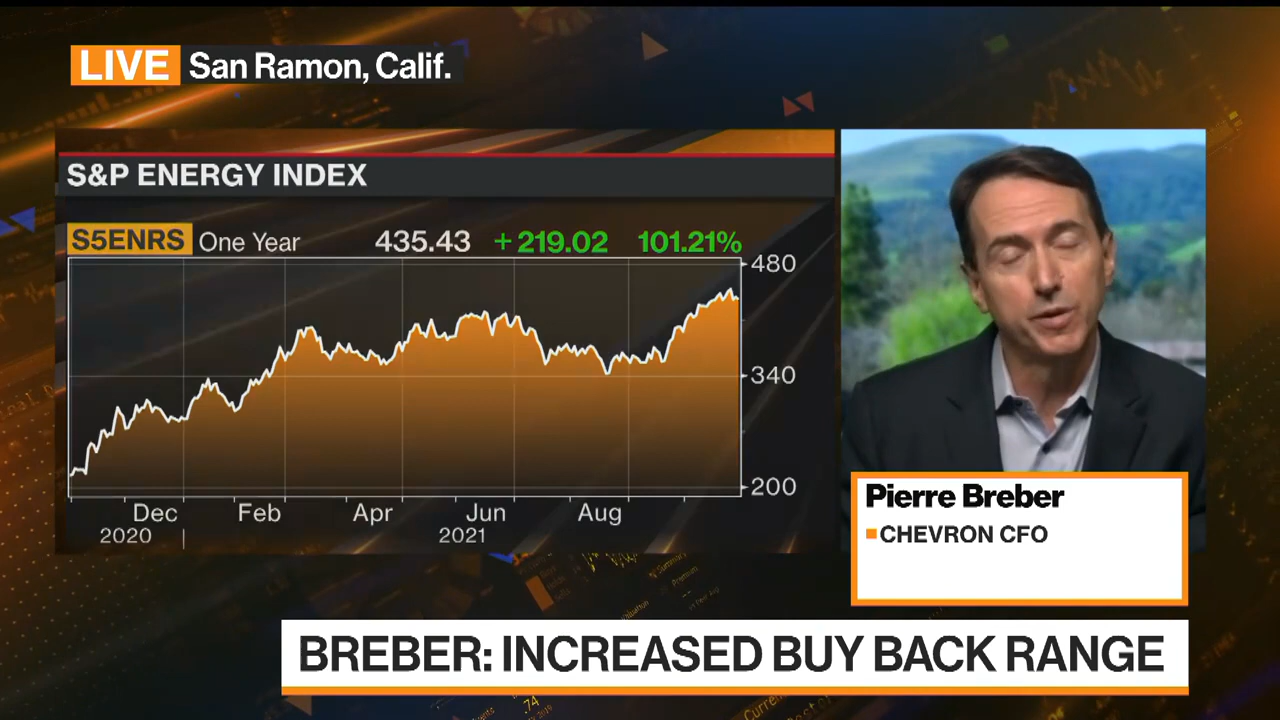 LIVE San Ramon, Calif.
S&P ENERGY INDEX
S5ENRS One Year 435.43 +219.02 101.21%
480
340
200
Dec Feb Apr Jun Aug
2020 2021
Pierre Breber
CHEVRON CFO
BREBER: INCREASED BUY BACK RANGE